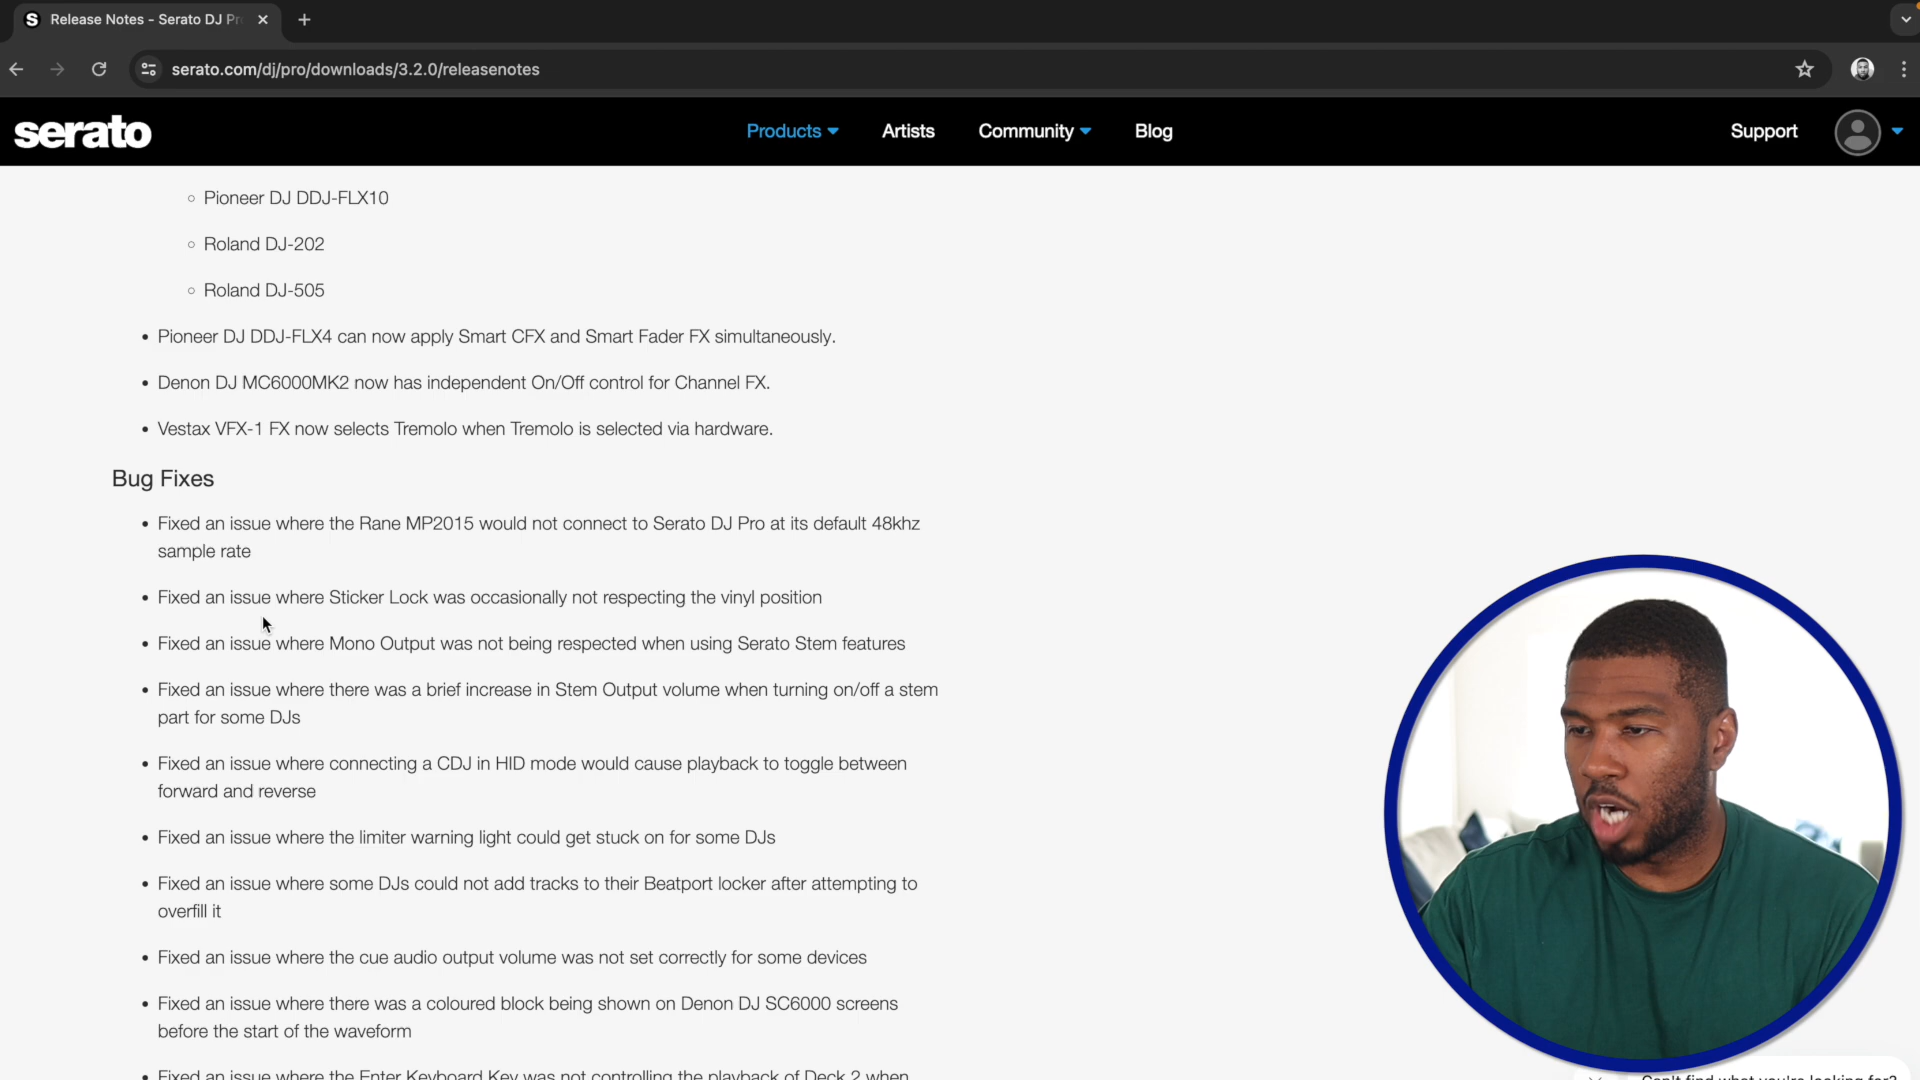 S Release Notes - Serato DJ Pr
serato.com/dj/pro/downloads/3.2.0/releasenotes
serato
Products
Artists
Community
Blog
Support
Pioneer DJ DDJ-FLX10
Roland DJ-202
Roland DJ-505
Pioneer DJ DDJ-FLX4 can now apply Smart CFX and Smart Fader FX simultaneously.
Denon DJ MC6000MK2 now has independent On/Off control for Channel FX.
Vestax VFX-1 FX now selects Tremolo when Tremolo is selected via hardware.
Bug Fixes
Fixed an issue where the Rane MP2015 would not connect to Serato DJ Pro at its default 48khz
sample rate
Fixed an issue where Sticker Lock was occasionally not respecting the vinyl position
Fixed an issue where Mono Output was not being respected when using Serato Stem features
Fixed an issue where there was a brief increase in Stem Output volume when turning on/off a stem
part for some DJs
Fixed an issue where connecting a CDJ in HID mode would cause playback to toggle between
forward and reverse
Fixed an issue where the limiter warning light could get stuck on for some DJs
Fixed an issue where some DJs could not add tracks to their Beatport locker after attempting to
overfill it
Fixed an issue where the cue audio output volume was not set correctly for some devices
Fixed an issue where there was a coloured block being shown on Denon DJ SC6000 screens
before the start of the waveform
Fixed an issue where the Enter Keyboard Key was not controlling the playback of Deck 2 when
Can't find what you're looking for?